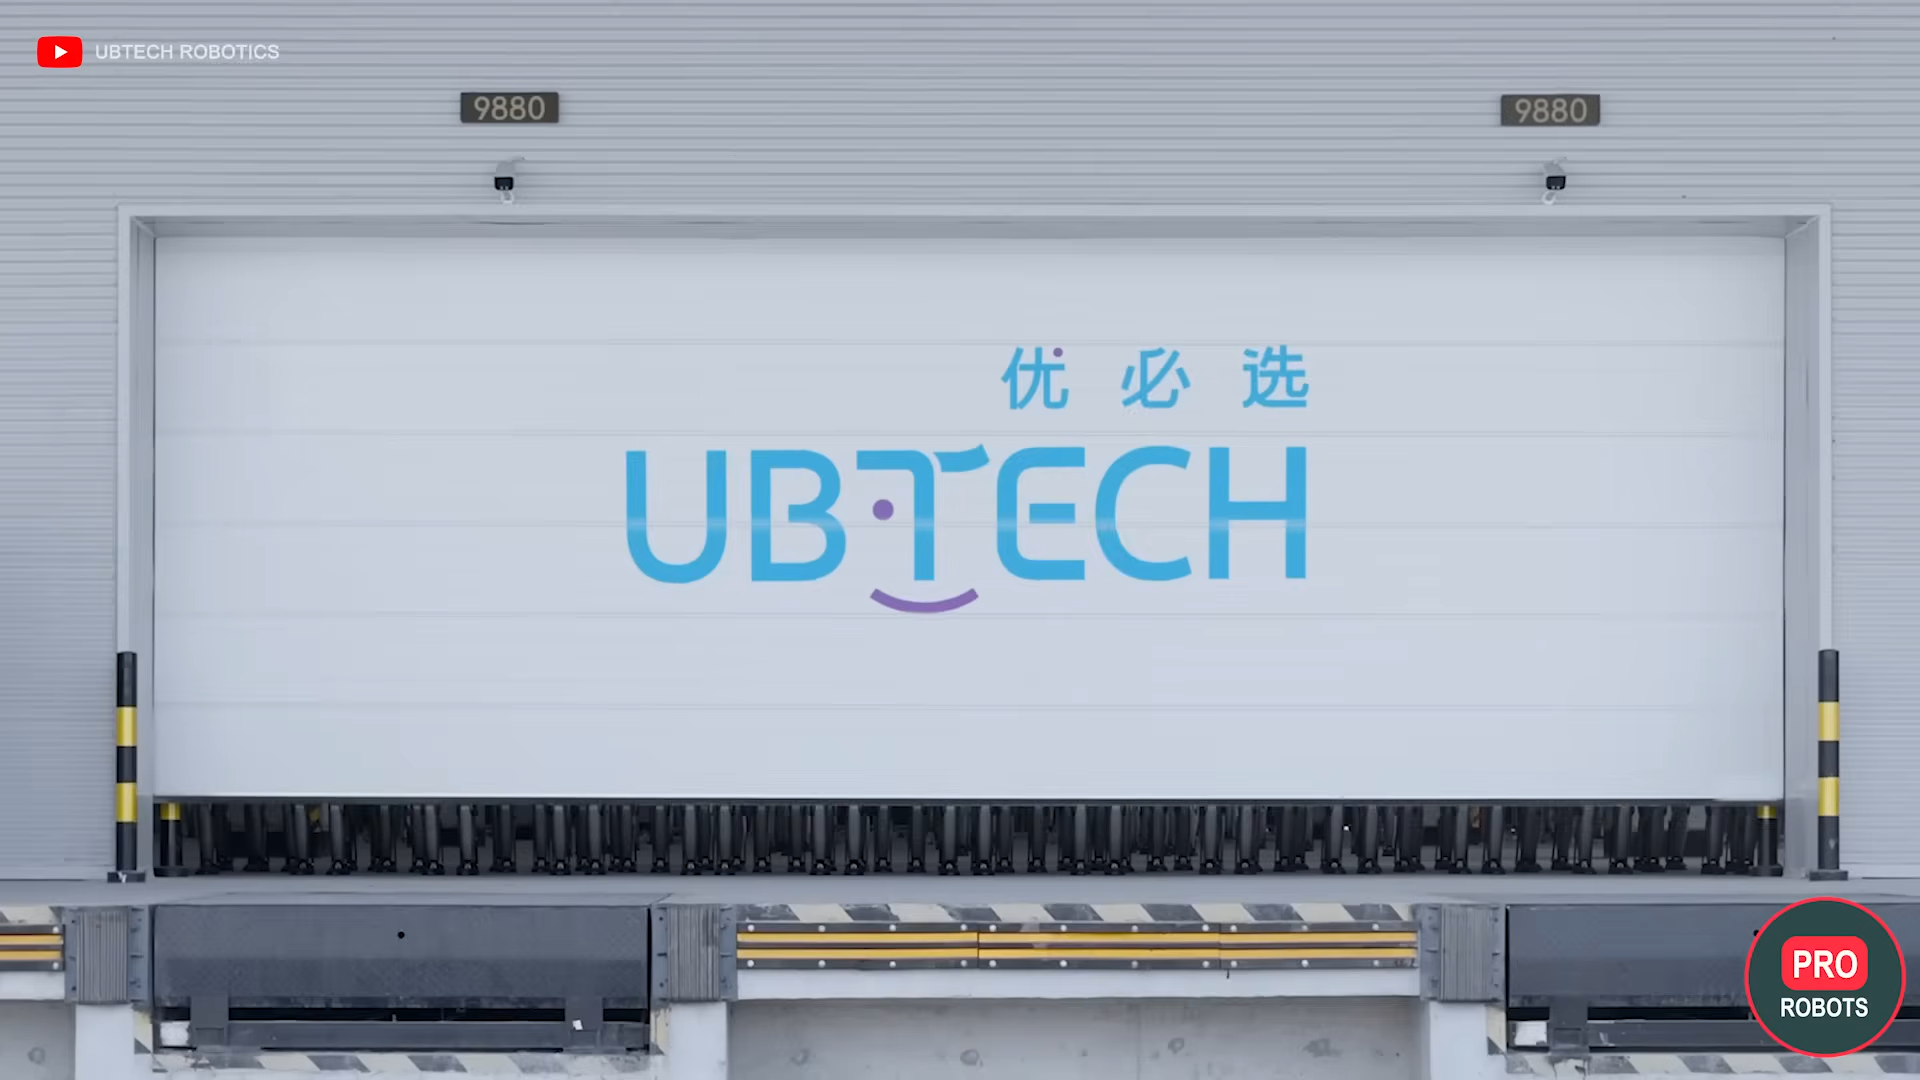 UBTECH ROBOTICS
9880
9880
优必选
UBTECH
PRO
ROBOTS